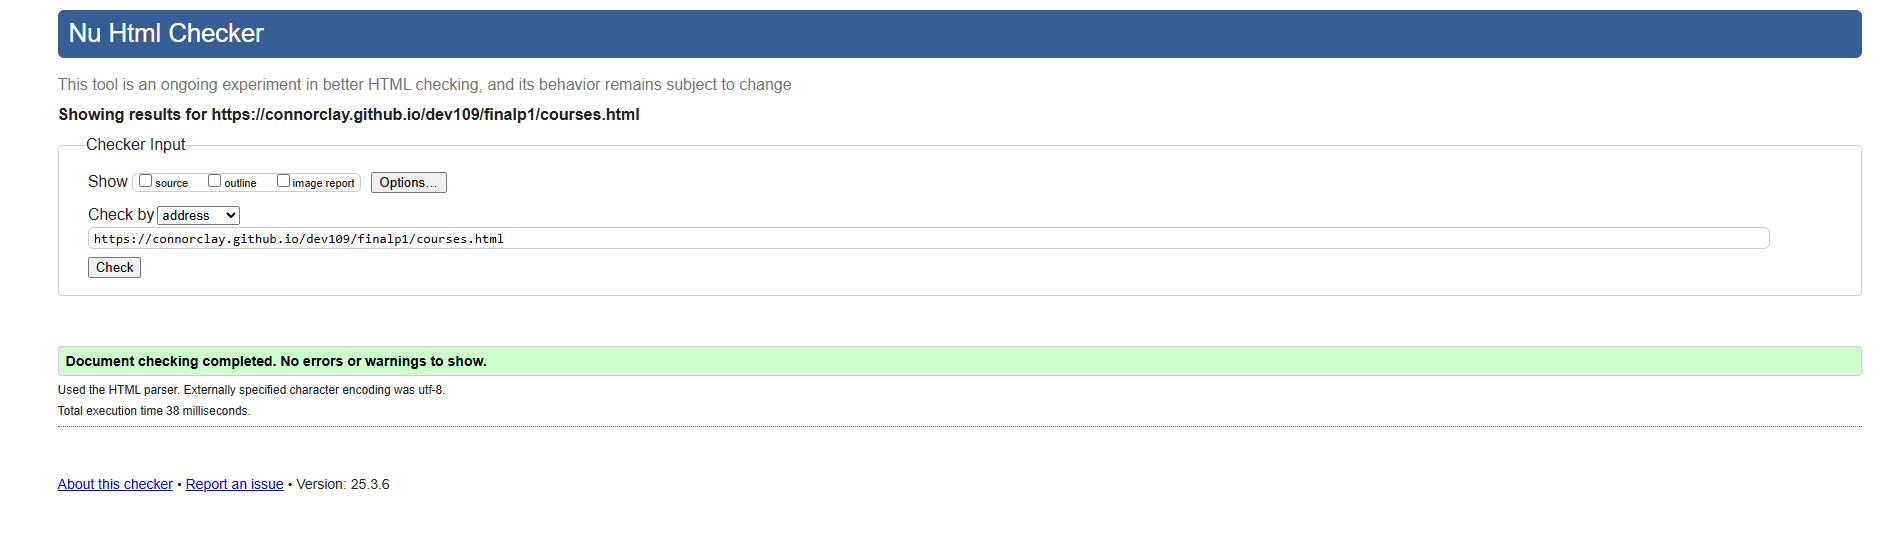 Nu Html Checker
This tool is an ongoing experiment in better HTML checking, and its behavior remains subject to change
Showing results for https://connorclay.github.io/dev109/finalp1/courses.html
Checker Input
Show source outline image report Options...
Check by address
https://connorclay.github.io/dev109/finalp1/courses.html
Check
Document checking completed. No errors or warnings to show.
Used the HTML parser. Externally specified character encoding was utf-8.
Total execution time 38 milliseconds.
About this checker • Report an issue • Version: 25.3.6